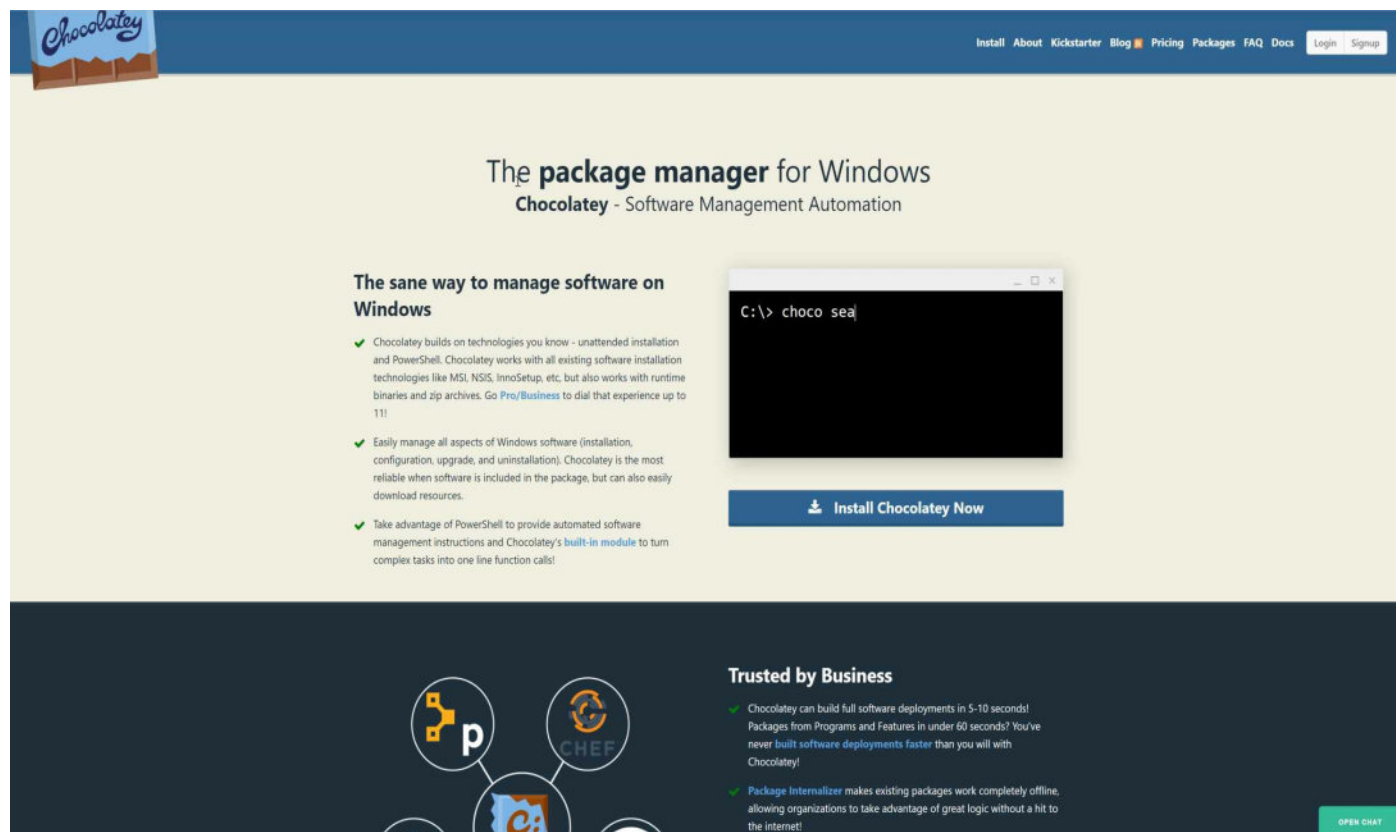 Chocolatey
Install About Kickstarter Blog Pricing Packages FAQ Docs Login Signup
The package manager for Windows
Chocolatey - Software Management Automation
The sane way to manage software on
Windows
Chocolatey builds on technologies you know - unattended installation
and PowerShell. Chocolatey works with all existing software installation
technologies like MSI, NSIS, InnoSetup, etc, but also works with runtime
binaries and zip archives. Go Pro/Business to dial that experience up to
11!
Easily manage all aspects of Windows software (installation,
configuration, upgrade, and uninstallation). Chocolatey is the most
reliable when software is included in the package, but can also easily
download resources.
Take advantage of PowerShell to provide automated software
management instructions and Chocolatey's built-in module to turn
complex tasks into one line function calls!
C:\> choco sea
Install Chocolatey Now
p
CHEF
Trusted by Business
Chocolatey can build full software deployments in 5-10 seconds!
Packages from Programs and Features in under 60 seconds? You've
never built software deployments faster than you will with
Chocolatey!
Package Internalizer makes existing packages work completely offline,
allowing organizations to take advantage of great logic without a hit to
the internet!
OPEN CHAT